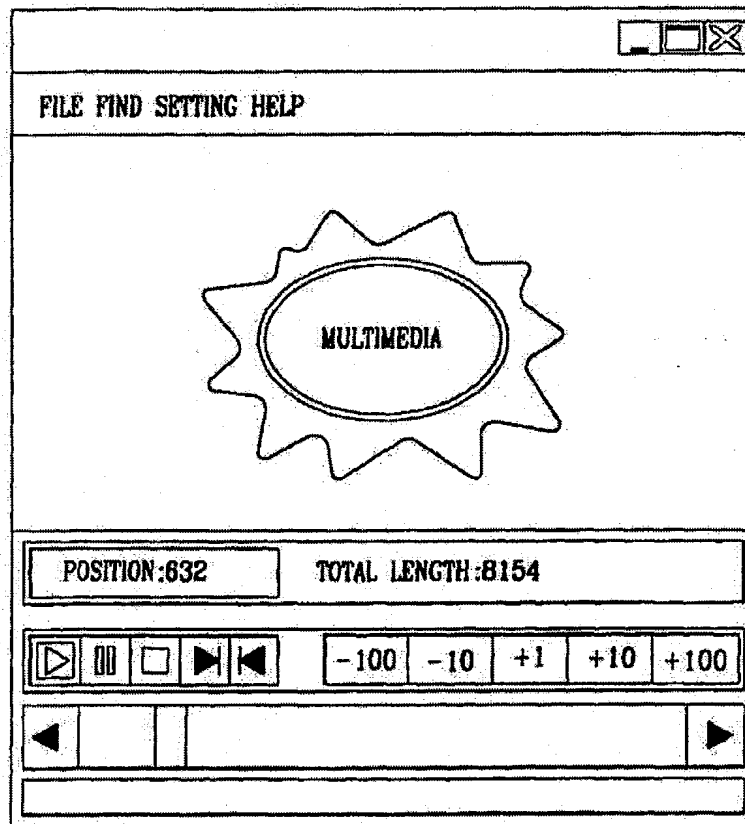 FILE FIND SETTING HELP
MULTIMEDIA
POSITION:632 TOTAL LENGTH:8154
-100 -10 +1 +10 +100